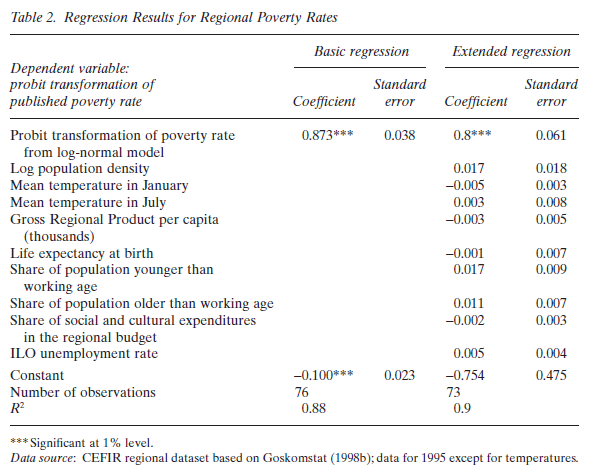 Table 2. Regression Results for Regional Poverty Rates
Basic regression Extended regression
Dependent variable:
probit transformation of Standard Standard
published poverty rate Coefficient error Coefficient error
Probit transformation of poverty rate 0.873*** 0.038 0.8*** 0.061
from log-normal model
Log population density 0.017 0.018
Mean temperature in January −0.005 0.003
Mean temperature in July 0.003 0.008
Gross Regional Product per capita −0.003 0.005
(thousands)
Life expectancy at birth −0.001 0.007
Share of population younger than 0.017 0.009
working age
Share of population older than working age 0.011 0.007
Share of social and cultural expenditures −0.002 0.003
in the regional budget
ILO unemployment rate 0.005 0.004
Constant −0.100*** 0.023 −0.754 0.475
Number of observations 76 73
R² 0.88 0.9
***Significant at 1% level.
Data source: CEFIR regional dataset based on Goskomstat (1998b); data for 1995 except for temperatures.